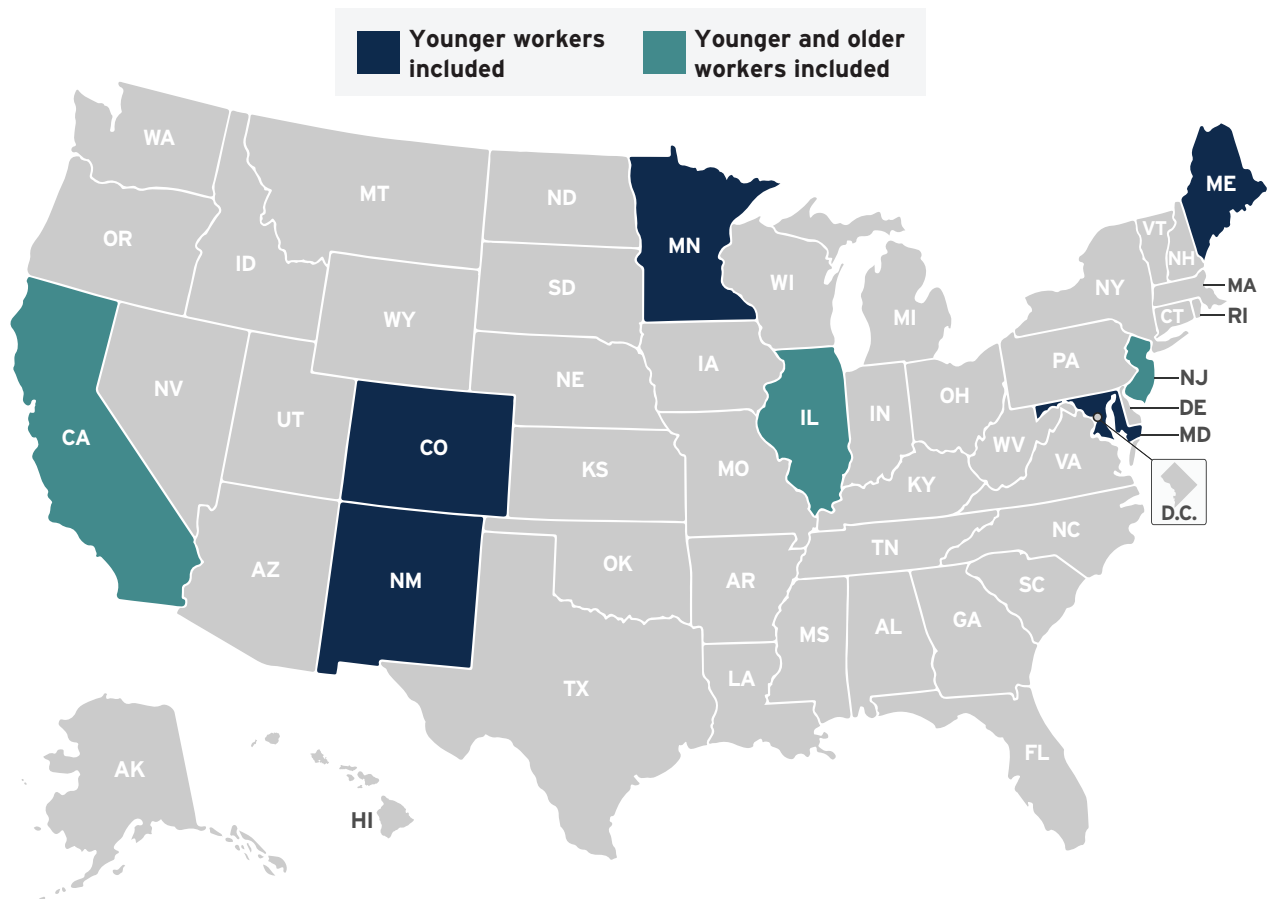 Younger workers
included
Younger and older
workers included
WA
MT
ND
MN
ME
OR
ID
SD
WI
VT
NH
WY
MI
NY
MA
CT
RI
IA
NE
PA
NV
UT
IL
IN
OH
NJ
DE
CA
CO
KS
MO
WV
VA
MD
KY
D.C.
AZ
NM
OK
AR
TN
NC
SC
MS
AL
GA
TX
LA
FL
AK
HI